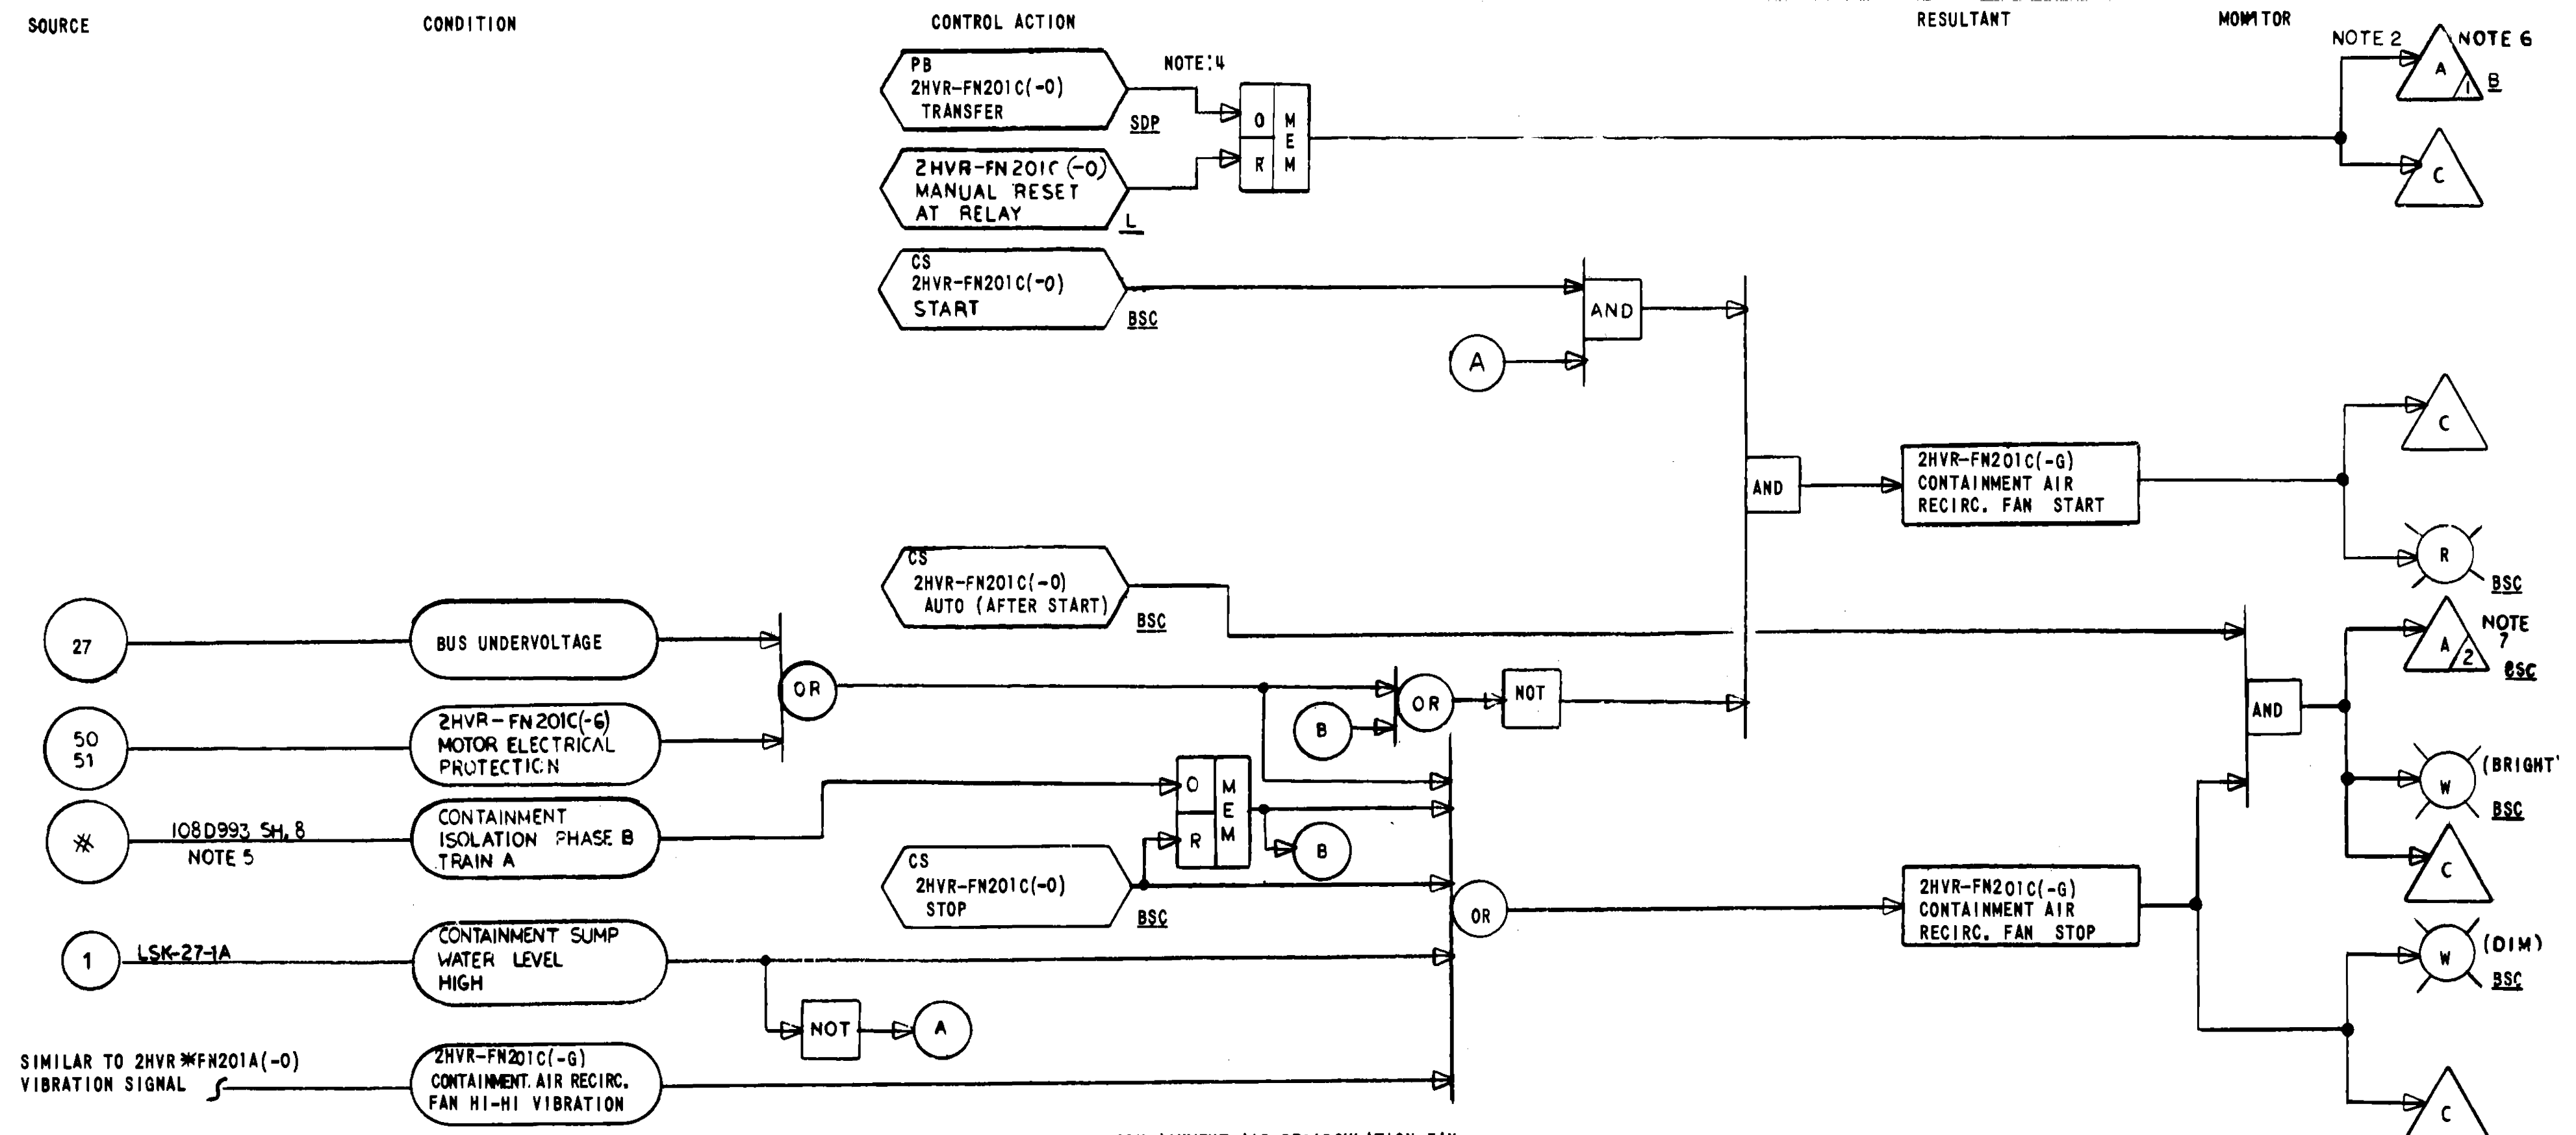 SOURCE
CONDITION
CONTROL ACTION
RESULTANT
MONITOR
PB
2HVR-FN201C(-O)
TRANSFER
SDP
NOTE:4
O
R
MEM
NOTE 2
A
1
NOTE 6
B
C
2HVR-FN201C (-O)
MANUAL RESET
AT RELAY
L
CS
2HVR-FN201C(-O)
START
BSC
AND
A
AND
2HVR-FN201C(-G)
CONTAINMENT AIR
RECIRC. FAN START
C
R
BSC
CS
2HVR-FN201C(-O)
AUTO (AFTER START)
BSC
27
BUS UNDERVOLTAGE
OR
50
51
2HVR-FN201C(-G)
MOTOR ELECTRICAL
PROTECTION
B
OR
NOT
AND
A
2
NOTE
7
BSC
W
(BRIGHT
BSC
C
*
108D993 SH. 8
NOTE 5
CONTAINMENT
ISOLATION PHASE B
TRAIN A
O
R
MEM
B
CS
2HVR-FN201C(-O)
STOP
BSC
OR
2HVR-FN201C(-G)
CONTAINMENT AIR
RECIRC. FAN STOP
W
(DIM)
BSC
C
1
LSK-27-1A
CONTAINMENT SUMP
WATER LEVEL
HIGH
NOT
A
SIMILAR TO 2HVR*FN201A(-O)
VIBRATION SIGNAL
2HVR-FN201C(-G)
CONTAINMENT AIR RECIRC.
FAN HI-HI VIBRATION